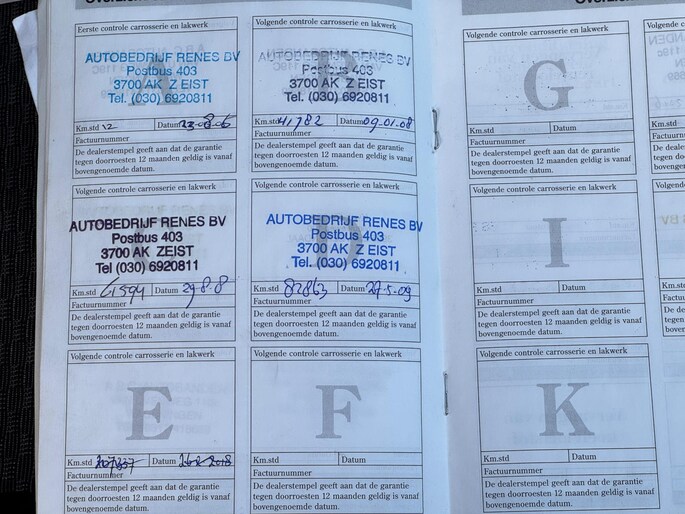 Eerste controle carrosserie en lakwerk
AUTOBEDRIJF RENES BV
Postbus 403
3700 AK Z EIST
Tel. (030) 6920811
Km.std 12 Datum 23-08-6
Factuurnummer
De dealerstempel geeft aan dat de garantie
tegen doorroesten 12 maanden geldig is vanaf
bovengenoemde datum.
Volgende controle carrosserie en lakwerk
AUTOBEDRIJF RENES BV
Postbus 403
3700 AK Z EIST
Tel. (030) 6920811
Km.std 41782 Datum 09-01-08
Factuurnummer
De dealerstempel geeft aan dat de garantie
tegen doorroesten 12 maanden geldig is vanaf
bovengenoemde datum.
Volgende controle carrosserie en lakwerk
AUTOBEDRIJF RENES BV
Postbus 403
3700 AK ZEIST
Tel (030) 6920811
Km.std 61594 Datum 29-8-8
Factuurnummer
De dealerstempel geeft aan dat de garantie
tegen doorroesten 12 maanden geldig is vanaf
bovengenoemde datum.
Volgende controle carrosserie en lakwerk
AUTOBEDRIJF RENES BV
Postbus 403
3700 AK Z EIST
Tel. (030) 6920811
Km.std 82863 Datum 27-5-09
Factuurnummer
De dealerstempel geeft aan dat de garantie
tegen doorroesten 12 maanden geldig is vanaf
bovengenoemde datum.
Volgende controle carrosserie en lakwerk
E
Km.std Datum
Factuurnummer
De dealerstempel geeft aan dat de garantie
tegen doorroesten 12 maanden geldig is vanaf
bovengenoemde datum.
Volgende controle carrosserie en lakwerk
F
Km.std Datum
Factuurnummer
De dealerstempel geeft aan dat de garantie
tegen doorroesten 12 maanden geldig is vanaf
bovengenoemde datum.
Volgende controle carrosserie en lakwerk
G
Km.std Datum
Factuurnummer
De dealerstempel geeft aan dat de garantie
tegen doorroesten 12 maanden geldig is vanaf
bovengenoemde datum.
Volgende controle carrosserie en lakwerk
I
Km.std Datum
Factuurnummer
De dealerstempel geeft aan dat de garantie
tegen doorroesten 12 maanden geldig is vanaf
bovengenoemde datum.
Volgende controle carrosserie en lakwerk
K
Km.std Datum
Factuurnummer
De dealerstempel geeft aan dat de garantie
tegen doorroesten 12 maanden geldig is vanaf
bovengenoemde datum.